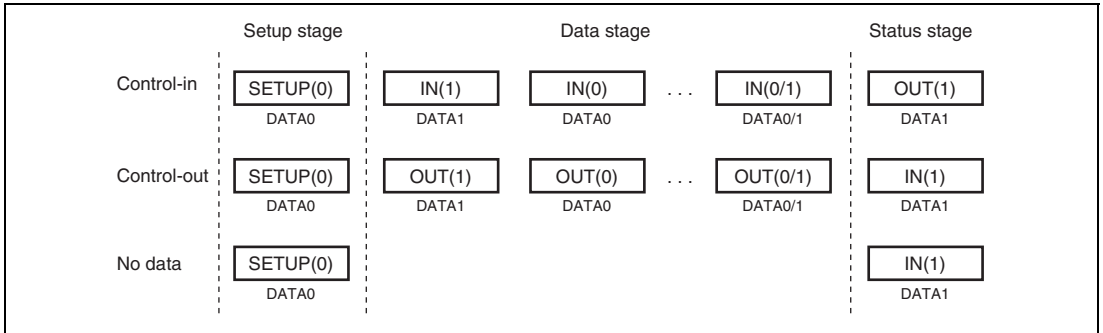 Setup stage Data stage Status stage
Control-in SETUP(0) IN(1) IN(0) . . . IN(0/1) OUT(1)
DATA0 DATA1 DATA0 DATA0/1 DATA1
Control-out SETUP(0) OUT(1) OUT(0) . . . OUT(0/1) IN(1)
DATA0 DATA1 DATA0 DATA0/1 DATA1
No data SETUP(0) IN(1)
DATA0 DATA1